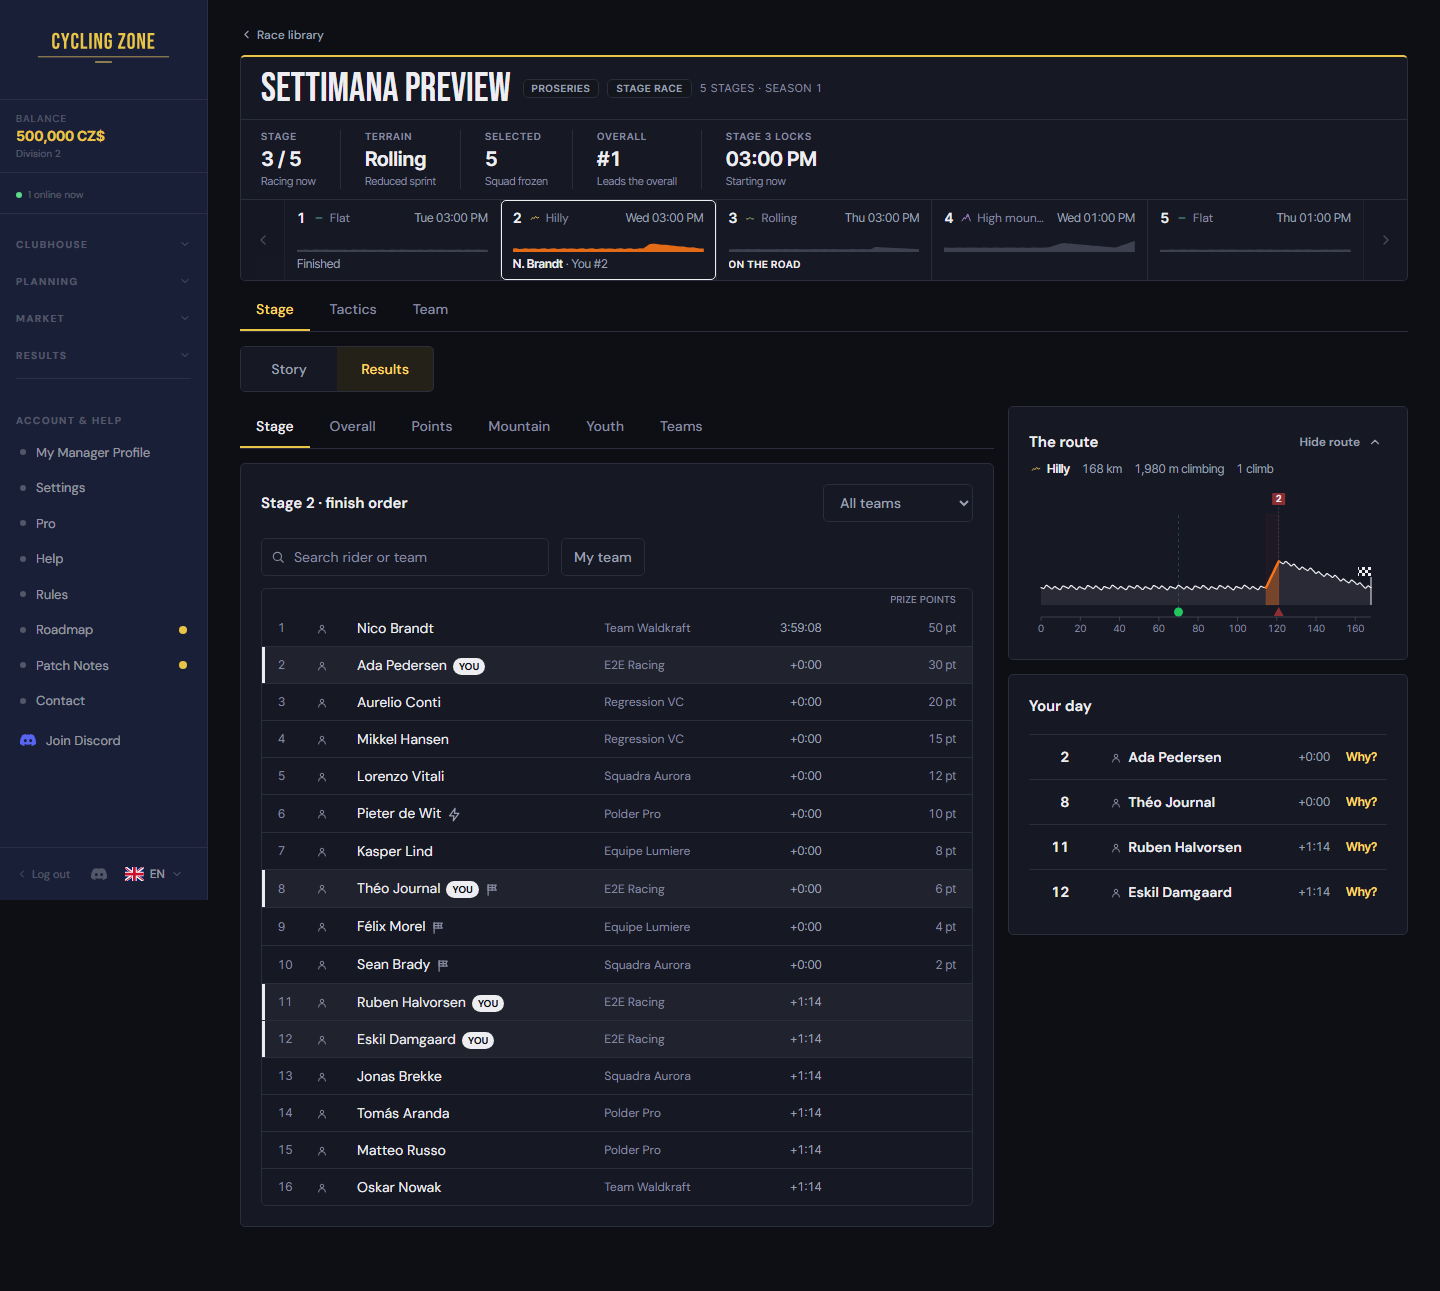 CYCLING ZONE
BALANCE
500,000 CZ$
Division 2
1 online now
CLUBHOUSE
PLANNING
MARKET
RESULTS
ACCOUNT & HELP
My Manager Profile
Settings
Pro
Help
Rules
Roadmap
Patch Notes
Contact
Join Discord
Log out
EN
Race library
SETTIMANA PREVIEW PROSERIES STAGE RACE 5 STAGES · SEASON 1
STAGE TERRAIN SELECTED OVERALL STAGE 3 LOCKS
3 / 5 Rolling 5 #1 03:00 PM
Racing now Reduced sprint Squad frozen Leads the overall Starting now
1 Flat Tue 03:00 PM 2 Hilly Wed 03:00 PM 3 Rolling Thu 03:00 PM 4 High moun... Wed 01:00 PM 5 Flat Thu 01:00 PM
Finished N. Brandt · You #2 ON THE ROAD
Stage Tactics Team
Story Results
Stage Overall Points Mountain Youth Teams
Stage 2 · finish order All teams
Search rider or team My team
PRIZE POINTS
1 Nico Brandt Team Waldkraft 3:59:08 50 pt
2 Ada Pedersen YOU E2E Racing +0:00 30 pt
3 Aurelio Conti Regression VC +0:00 20 pt
4 Mikkel Hansen Regression VC +0:00 15 pt
5 Lorenzo Vitali Squadra Aurora +0:00 12 pt
6 Pieter de Wit Polder Pro +0:00 10 pt
7 Kasper Lind Equipe Lumiere +0:00 8 pt
8 Théo Journal YOU E2E Racing +0:00 6 pt
9 Félix Morel Equipe Lumiere +0:00 4 pt
10 Sean Brady Squadra Aurora +0:00 2 pt
11 Ruben Halvorsen YOU E2E Racing +1:14
12 Eskil Damgaard YOU E2E Racing +1:14
13 Jonas Brekke Squadra Aurora +1:14
14 Tomás Aranda Polder Pro +1:14
15 Matteo Russo Polder Pro +1:14
16 Oskar Nowak Team Waldkraft +1:14
The route Hide route
Hilly 168 km 1,980 m climbing 1 climb
2
0 20 40 60 80 100 120 140 160
Your day
2 Ada Pedersen +0:00 Why?
8 Théo Journal +0:00 Why?
11 Ruben Halvorsen +1:14 Why?
12 Eskil Damgaard +1:14 Why?